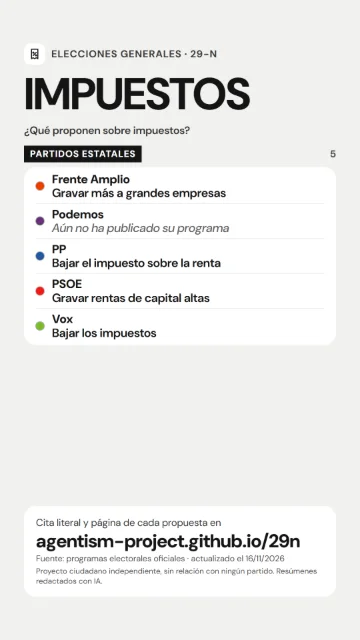 ELECCIONES GENERALES · 29-N
IMPUESTOS
¿Qué proponen sobre impuestos?
PARTIDOS ESTATALES 5
Frente Amplio
Gravar más a grandes empresas
Podemos
Aún no ha publicado su programa
PP
Bajar el impuesto sobre la renta
PSOE
Gravar rentas de capital altas
Vox
Bajar los impuestos
Cita literal y página de cada propuesta en
agentism-project.github.io/29n
Fuente: programas electorales oficiales · actualizado el 16/11/2026
Proyecto ciudadano independiente, sin relación con ningún partido. Resúmenes
redactados con IA.